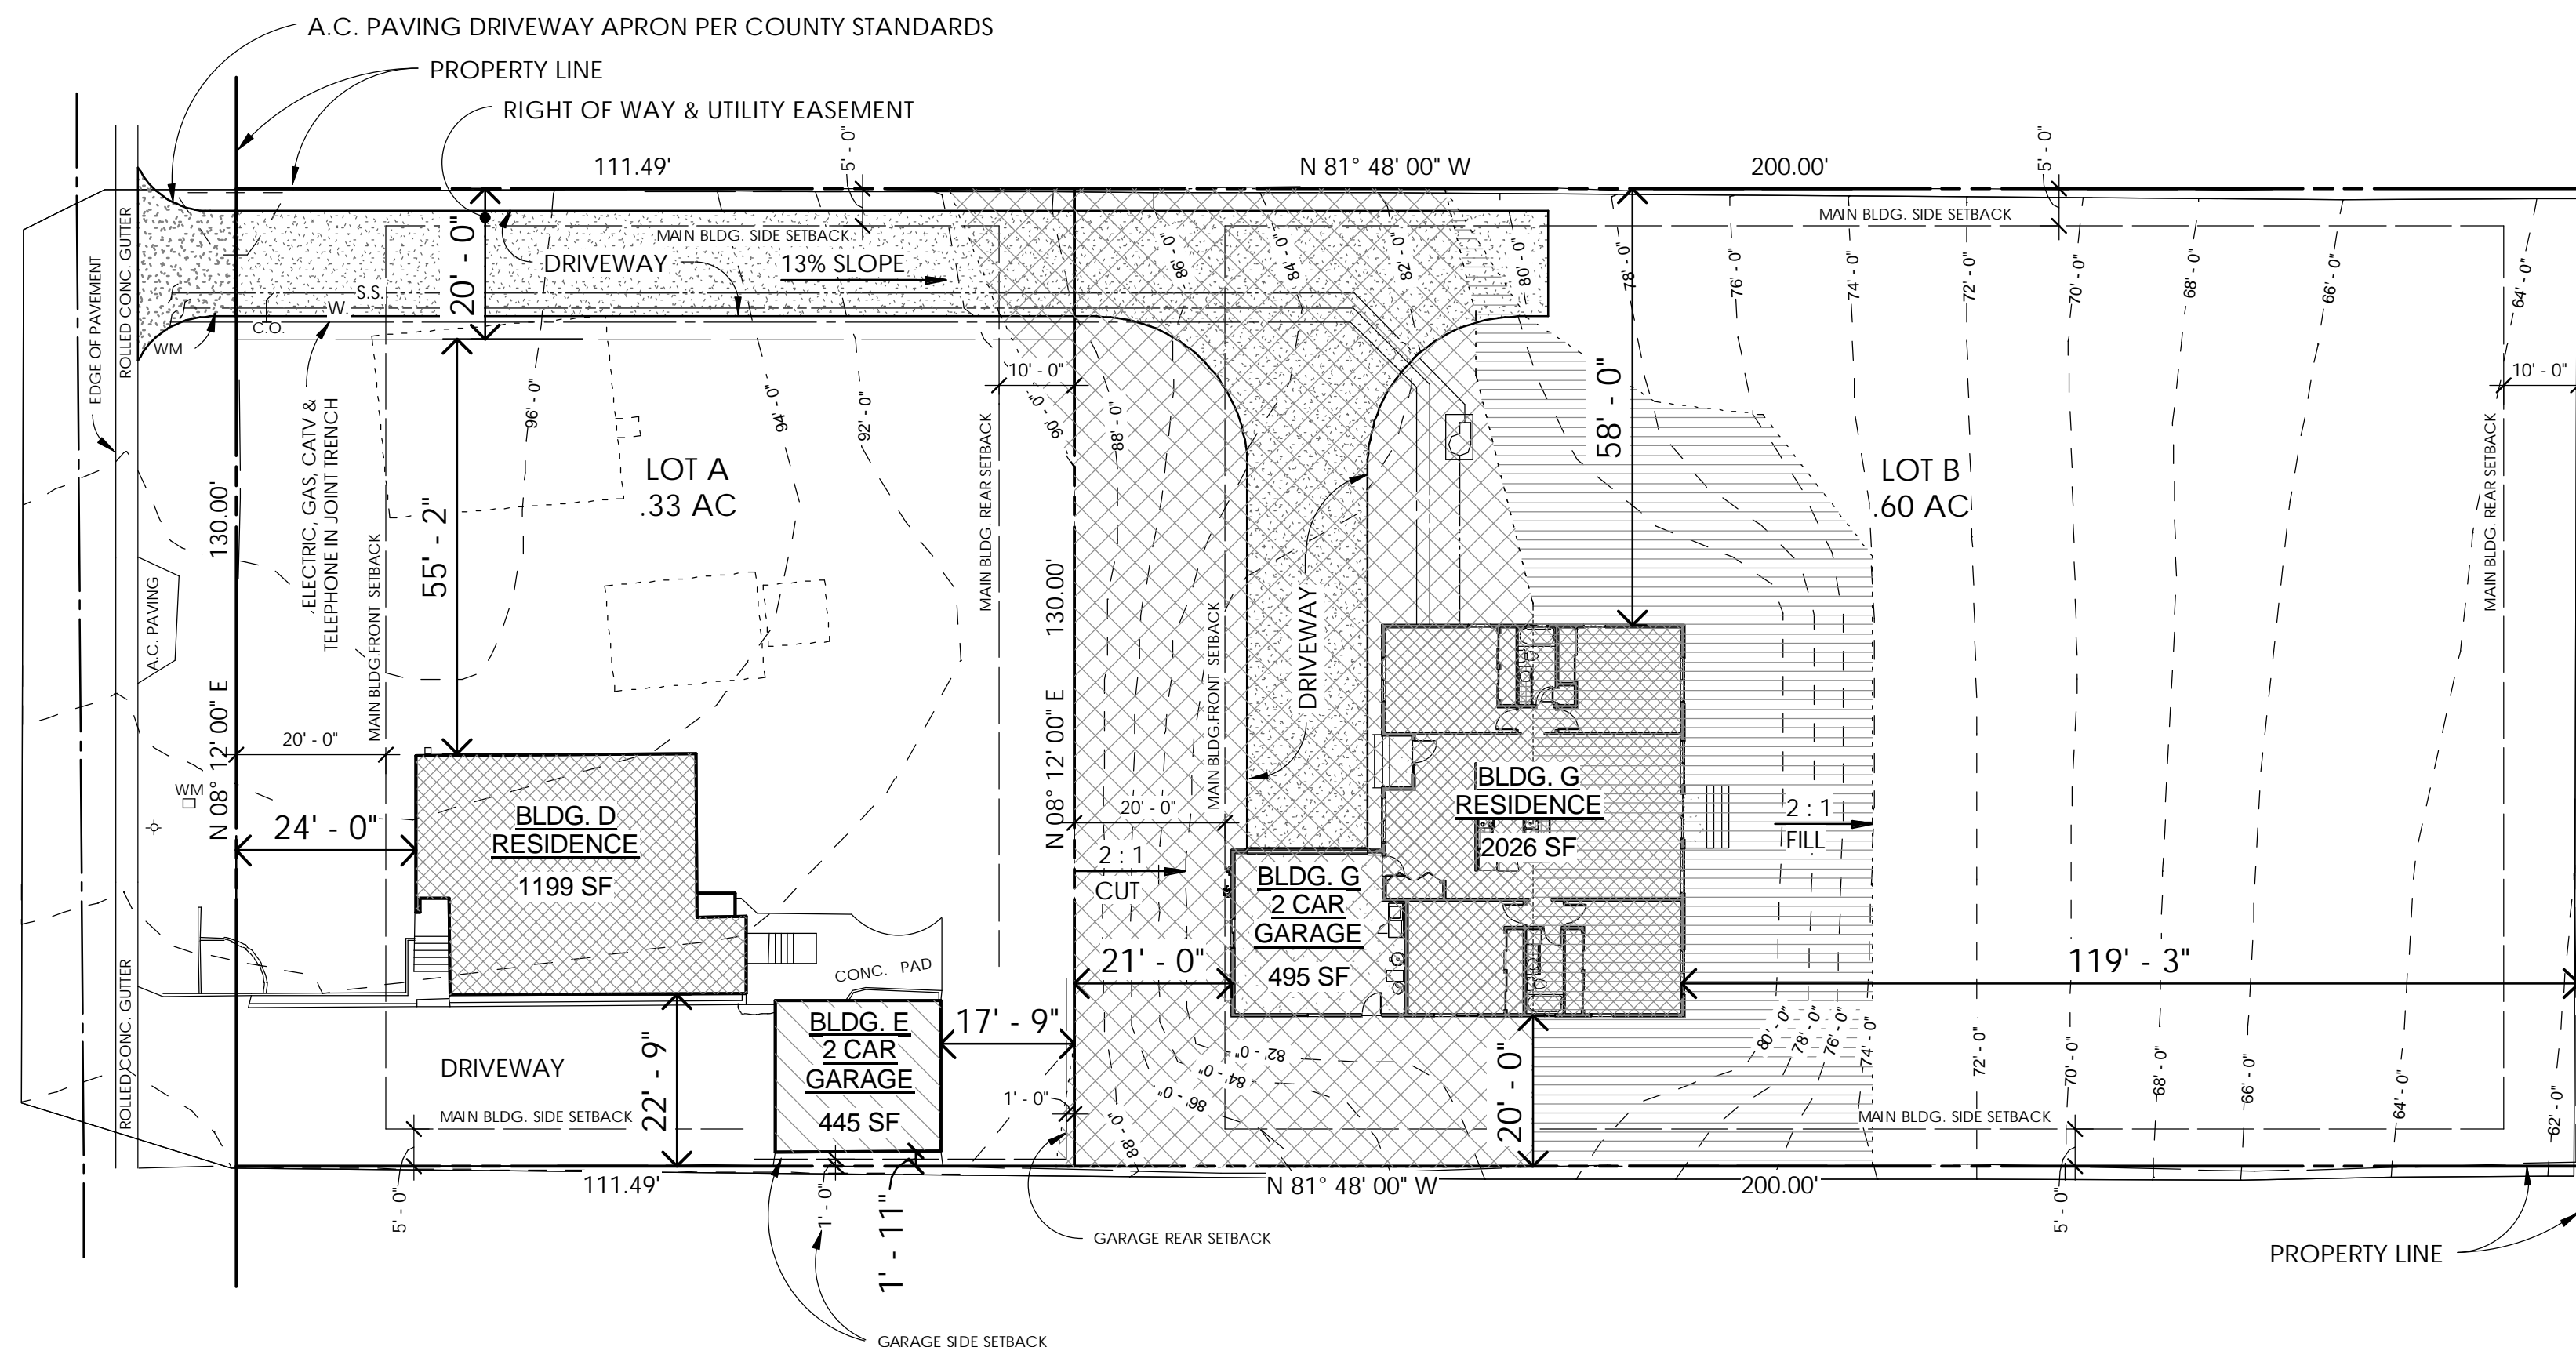 A.C. PAVING DRIVEWAY APRON PER COUNTY STANDARDS
PROPERTY LINE
RIGHT OF WAY & UTILITY EASEMENT
111.49'
5' - 0"
N 81° 48' 00" W
200.00'
5' - 0"
MAIN BLDG. SIDE SETBACK
MAIN BLDG. SIDE SETBACK
ROLLED CONC. GUTTER
EDGE OF PAVEMENT
20' - 0"
DRIVEWAY
13% SLOPE
S.S.
W.
C.O.
WM
86' - 0"
84' - 0"
82' - 0"
80' - 0"
78' - 0"
76' - 0"
74' - 0"
72' - 0"
70' - 0"
68' - 0"
66' - 0"
64' - 0"
10' - 0"
10' - 0"
96' - 0"
94' - 0"
92' - 0"
90' - 0"
88' - 0"
58' - 0"
LOT A
.33 AC
LOT B
.60 AC
ELECTRIC, GAS, CATV &
TELEPHONE IN JOINT TRENCH
MAIN BLDG. REAR SETBACK
MAIN BLDG. REAR SETBACK
130.00'
55' - 2"
130.00'
A.C. PAVING
MAIN BLDG.FRONT SETBACK
MAIN BLDG.FRONT SETBACK
DRIVEWAY
N 08° 12' 00" E
N 08° 12' 00" E
20' - 0"
WM
24' - 0"
BLDG. D
RESIDENCE
1199 SF
20' - 0"
2 : 1
CUT
BLDG. G
RESIDENCE
2026 SF
2 : 1
FILL
BLDG. G
2 CAR
GARAGE
495 SF
21' - 0"
119' - 3"
CONC. PAD
ROLLED CONC. GUTTER
DRIVEWAY
22' - 9"
BLDG. E
2 CAR
GARAGE
445 SF
17' - 9"
1' - 0"
82' - 0"
84' - 0"
86' - 0"
88' - 0"
20' - 0"
80' - 0"
78' - 0"
76' - 0"
74' - 0"
72' - 0"
70' - 0"
68' - 0"
66' - 0"
64' - 0"
62' - 0"
MAIN BLDG. SIDE SETBACK
MAIN BLDG. SIDE SETBACK
5' - 0"
111.49'
1' - 0"
1' - 11"
N 81° 48' 00" W
200.00'
5' - 0"
GARAGE REAR SETBACK
PROPERTY LINE
GARAGE SIDE SETBACK